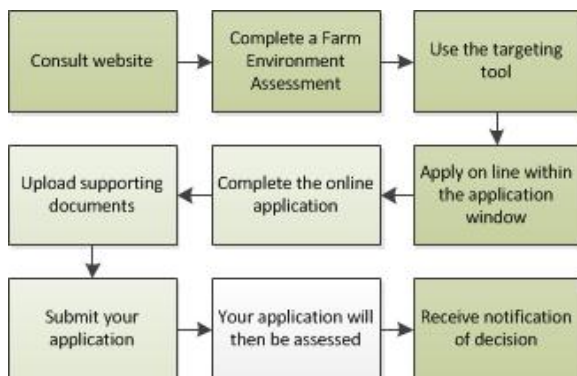 Consult website
Complete a Farm
Environment
Assessment
Use the targeting
tool
Apply on line within
the application
window
Complete the online
application
Upload supporting
documents
Submit your
application
Your application will
then be assessed
Receive notification
of decision